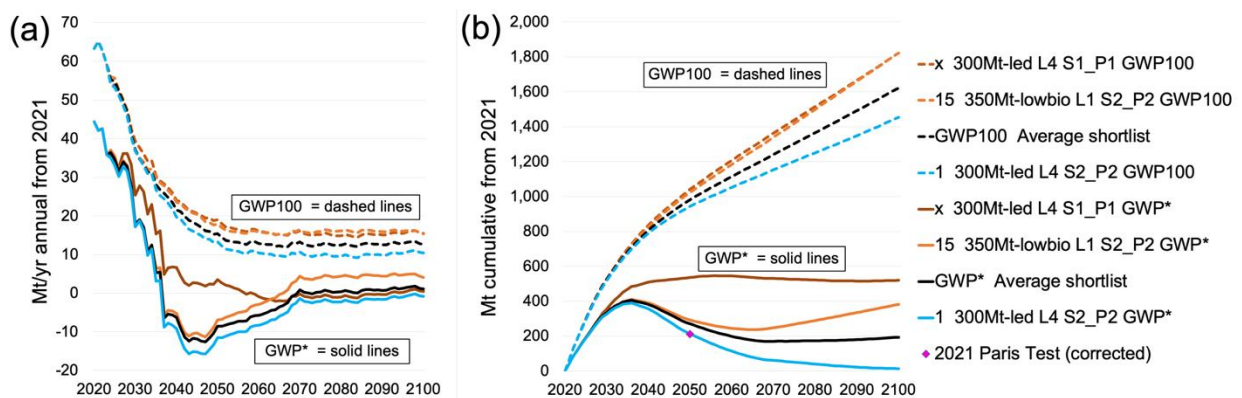 (a)
Mt/yr annual from 2021
70
60
50
40
30
20
10
0
-10
-20
2020 2030 2040 2050 2060 2070 2080 2090 2100
GWP100 = dashed lines
GWP* = solid lines
(b)
Mt cumulative from 2021
2,000
1,800
1,600
1,400
1,200
1,000
800
600
400
200
0
2020 2030 2040 2050 2060 2070 2080 2090 2100
GWP100 = dashed lines
GWP* = solid lines
x 300Mt-led L4 S1_P1 GWP100
15 350Mt-lowbio L1 S2_P2 GWP100
GWP100 Average shortlist
1 300Mt-led L4 S2_P2 GWP100
x 300Mt-led L4 S1_P1 GWP*
15 350Mt-lowbio L1 S2_P2 GWP*
GWP* Average shortlist
1 300Mt-led L4 S2_P2 GWP*
2021 Paris Test (corrected)